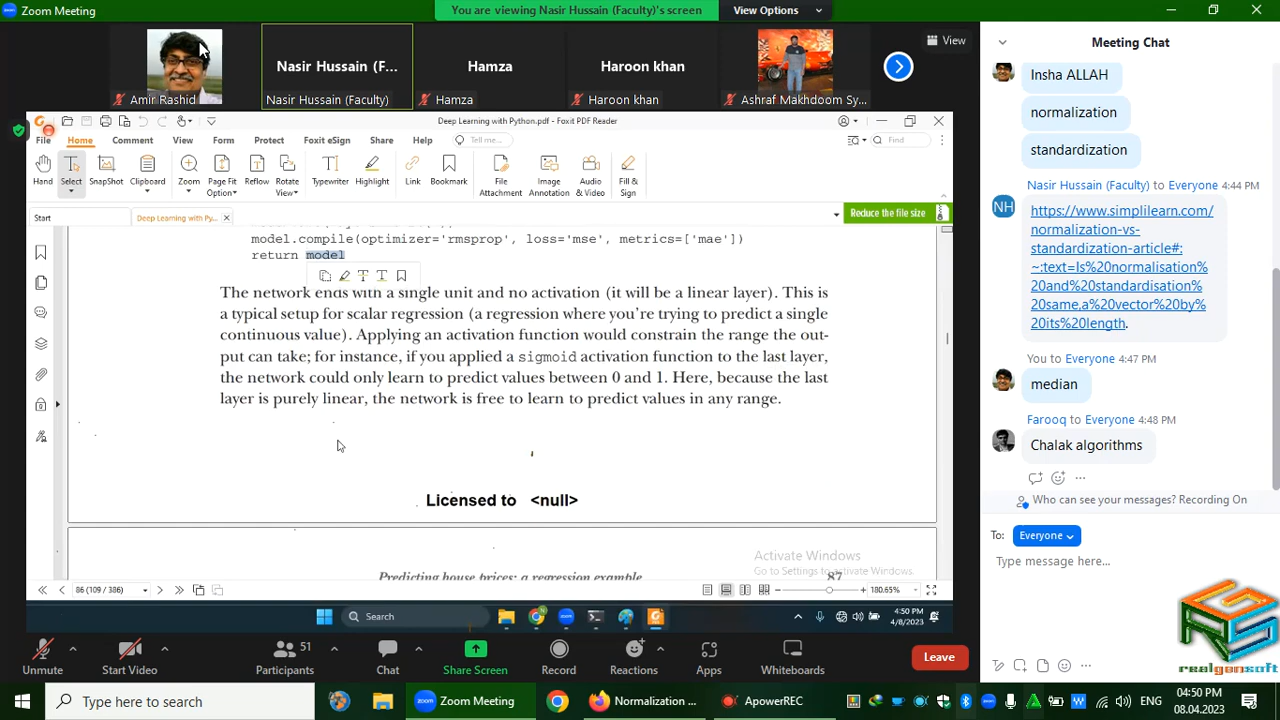 Zoom Meeting
You are viewing Nasir Hussain (Faculty)'s screen
View Options
Nasir Hussain (F...
Hamza
Haroon khan
View
Amir Rashid
Nasir Hussain (Faculty)
Hamza
Haroon khan
Ashraf Makhdoom Sy...
Deep Learning with Python.pdf - Foxit PDF Reader
File Home Comment View Form Protect Foxit eSign Share Help Tell me... Find
Hand
Select
SnapShot
Clipboard
Zoom
Page Fit Option
Reflow
Rotate View
Typewriter
Highlight
Link
Bookmark
File Attachment
Image Annotation
Audio & Video
Fill & Sign
Start
Deep Learning with Py...
Reduce the file size
model.compile(optimizer='rmsprop', loss='mse', metrics=['mae'])
return model
The network ends with a single unit and no activation (it will be a linear layer). This is
a typical setup for scalar regression (a regression where you're trying to predict a single
continuous value). Applying an activation function would constrain the range the out-
put can take; for instance, if you applied a sigmoid activation function to the last layer,
the network could only learn to predict values between 0 and 1. Here, because the last
layer is purely linear, the network is free to learn to predict values in any range.
Licensed to <null>
Predicting house prices: a regression example 87
Activate Windows
Go to Settings to activate Windows.
86 (109 / 386)
180.65%
Search
4:50 PM
4/8/2023
Unmute
Start Video
51
Participants
Chat
Share Screen
Record
Reactions
Apps
Whiteboards
Leave
Meeting Chat
Insha ALLAH
normalization
standardization
Nasir Hussain (Faculty) to Everyone 4:44 PM
NH
https://www.simplilearn.com/
normalization-vs-
standardization-article#:
~:text=Is%20normalisation%
20and%20standardisation%
20same,a%20vector%20by%
20its%20length.
You to Everyone 4:47 PM
median
Farooq to Everyone 4:48 PM
Chalak algorithms
Who can see your messages? Recording On
To: Everyone
Type message here...
realgensoft
Type here to search
Zoom Meeting
Normalization ...
ApowerREC
ENG
04:50 PM
08.04.2023